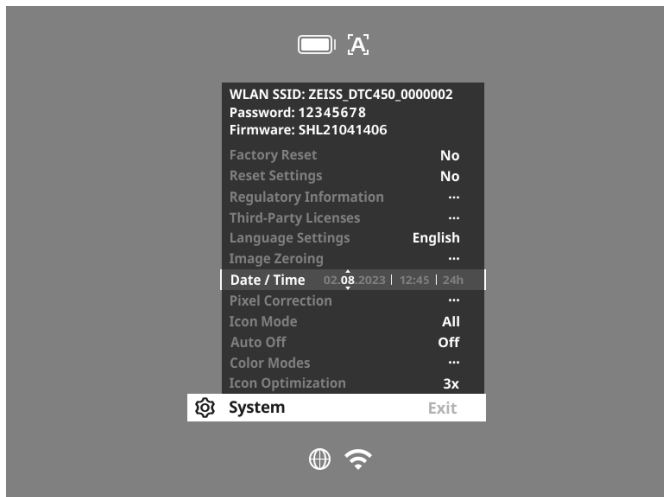 [A]
WLAN SSID: ZEISS_DTC450_0000002
Password: 12345678
Firmware: SHL21041406
Factory Reset No
Reset Settings No
Regulatory Information ...
Third-Party Licenses ...
Language Settings English
Image Zeroing ...
Date / Time 02.08.2023 | 12:45 | 24h
Pixel Correction ...
Icon Mode All
Auto Off Off
Color Modes ...
Icon Optimization 3x
System Exit